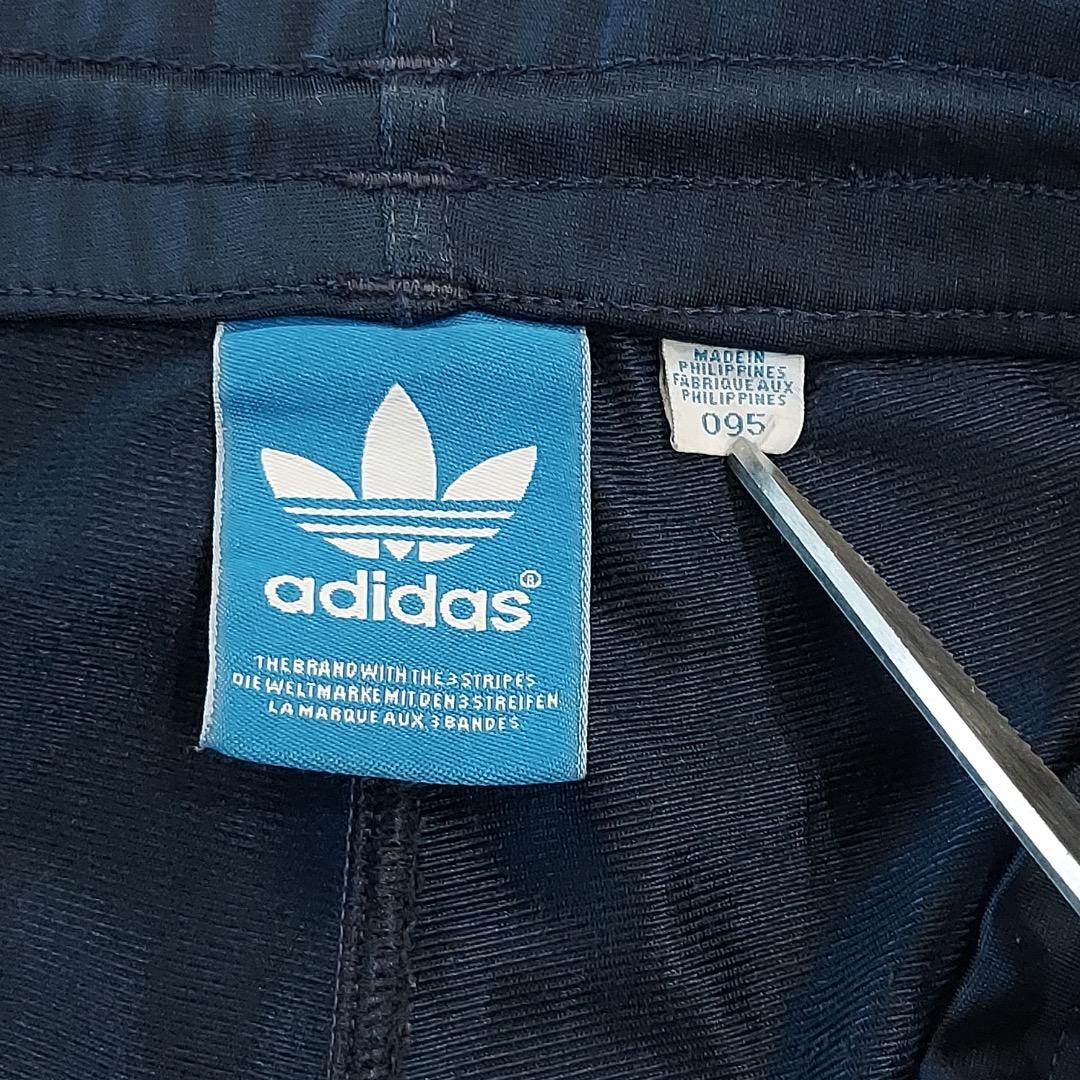 adidas®
THE BRAND WITH THE 3 STRIPES
DIE WELTMARKE MIT DEN 3 STREIFEN
LA MARQUE AUX 3 BANDES
MADE IN
PHILIPPINES
FABRIQUE AUX
PHILIPPINES
095